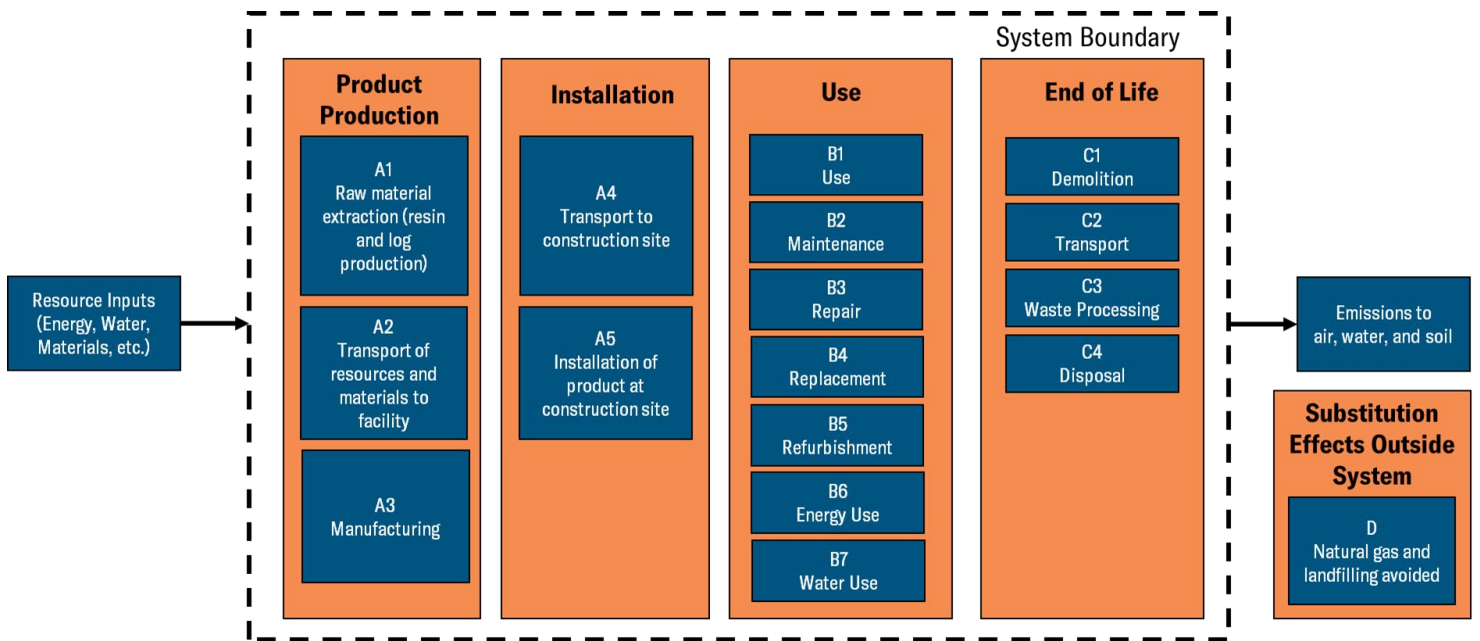 System Boundary
Product
Production
A1
Raw material
extraction (resin
and log
production)
A2
Transport of
resources and
materials to
facility
A3
Manufacturing
Installation
A4
Transport to
construction site
A5
Installation of
product at
construction site
Use
B1
Use
B2
Maintenance
B3
Repair
B4
Replacement
B5
Refurbishment
B6
Energy Use
B7
Water Use
End of Life
C1
Demolition
C2
Transport
C3
Waste Processing
C4
Disposal
Resource Inputs
(Energy, Water,
Materials, etc.)
Emissions to
air, water, and soil
Substitution
Effects Outside
System
D
Natural gas and
landfilling avoided